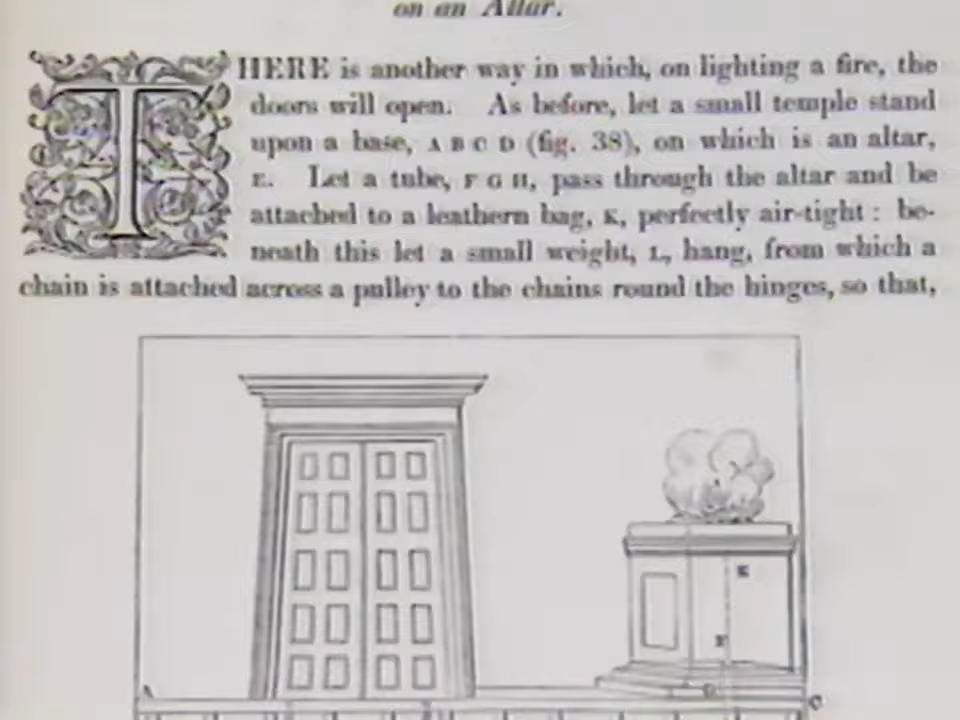 on an Altar.
THERE is another way in which, on lighting a fire, the
doors will open. As before, let a small temple stand
upon a base, A B C D (fig. 38), on which is an altar,
E. Let a tube, F G H, pass through the altar and be
attached to a leathern bag, K, perfectly air-tight: be-
neath this let a small weight, L, hang, from which a
chain is attached across a pulley to the chains round the hinges, so that,
E
F
A
G
C